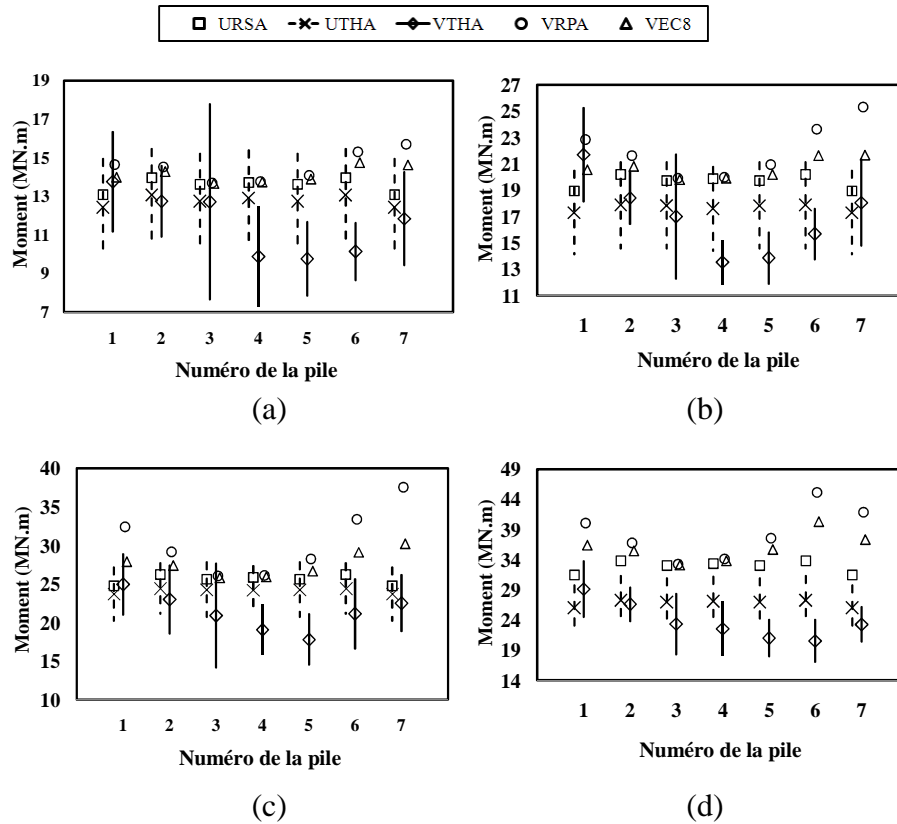 URSA UTHA VTHA VRPA VEC8
19
17
15
13
11
9
7
Moment (MN.m)
1 2 3 4 5 6 7
Numéro de la pile
(a)
27
25
23
21
19
17
15
13
11
Moment (MN.m)
1 2 3 4 5 6 7
Numéro de la pile
(b)
40
35
30
25
20
15
10
Moment (MN.m)
1 2 3 4 5 6 7
Numéro de la pile
(c)
49
44
39
34
29
24
19
14
Moment (MN.m)
1 2 3 4 5 6 7
Numéro de la pile
(d)